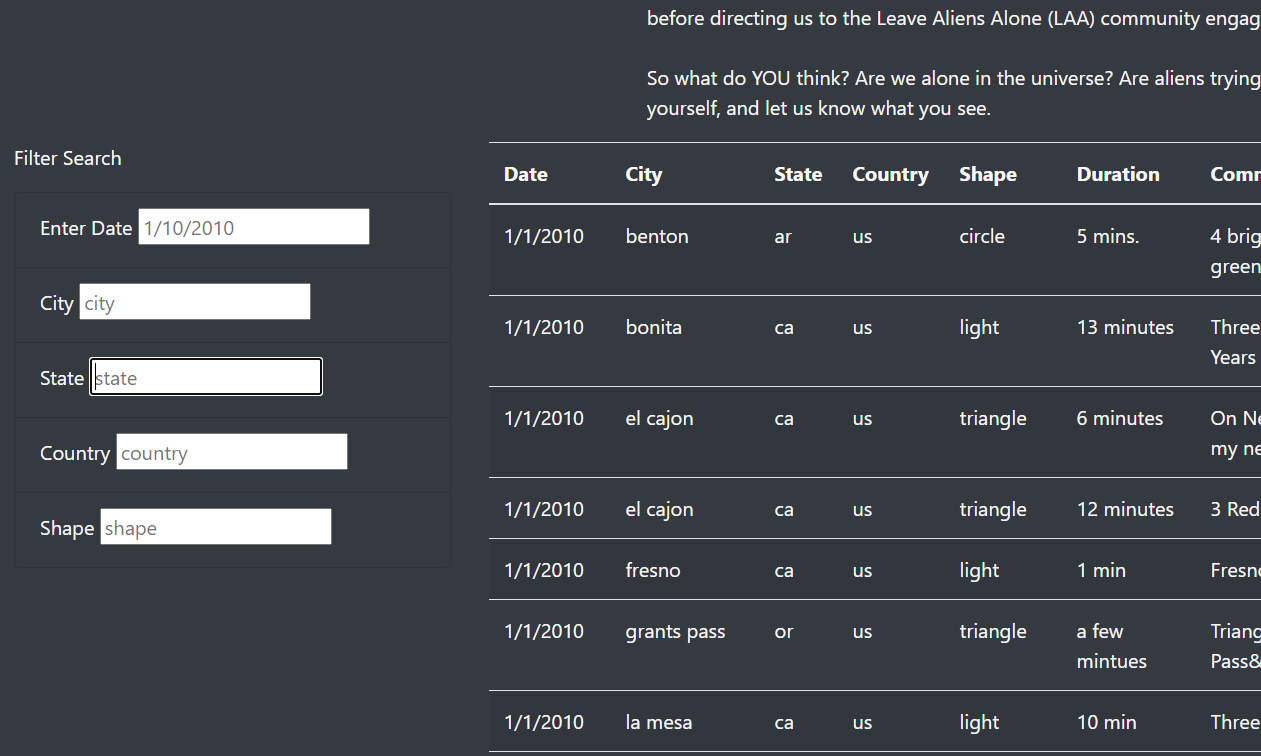 before directing us to the Leave Aliens Alone (LAA) community engag
So what do YOU think? Are we alone in the universe? Are aliens trying
yourself, and let us know what you see.
Filter Search
Enter Date 1/10/2010
City city
State state
Country country
Shape shape
Date City State Country Shape Duration Comm
1/1/2010 benton ar us circle 5 mins. 4 brig
green
1/1/2010 bonita ca us light 13 minutes Three
Years
1/1/2010 el cajon ca us triangle 6 minutes On Ne
my ne
1/1/2010 el cajon ca us triangle 12 minutes 3 Red
1/1/2010 fresno ca us light 1 min Fresno
1/1/2010 grants pass or us triangle a few Triang
mintues Pass&
1/1/2010 la mesa ca us light 10 min Three